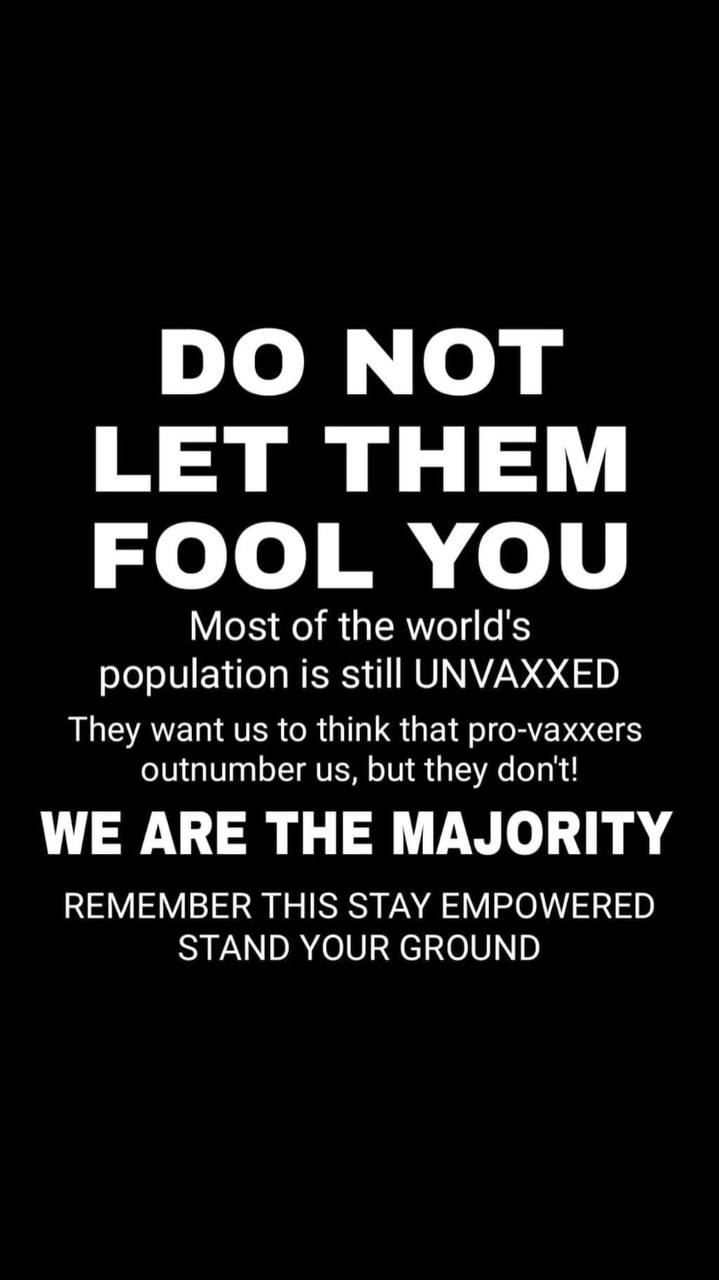 DO NOT
LET THEM
FOOL YOU
Most of the world's
population is still UNVAXXED
They want us to think that pro-vaxxers
outnumber us, but they don't!
WE ARE THE MAJORITY
REMEMBER THIS STAY EMPOWERED
STAND YOUR GROUND